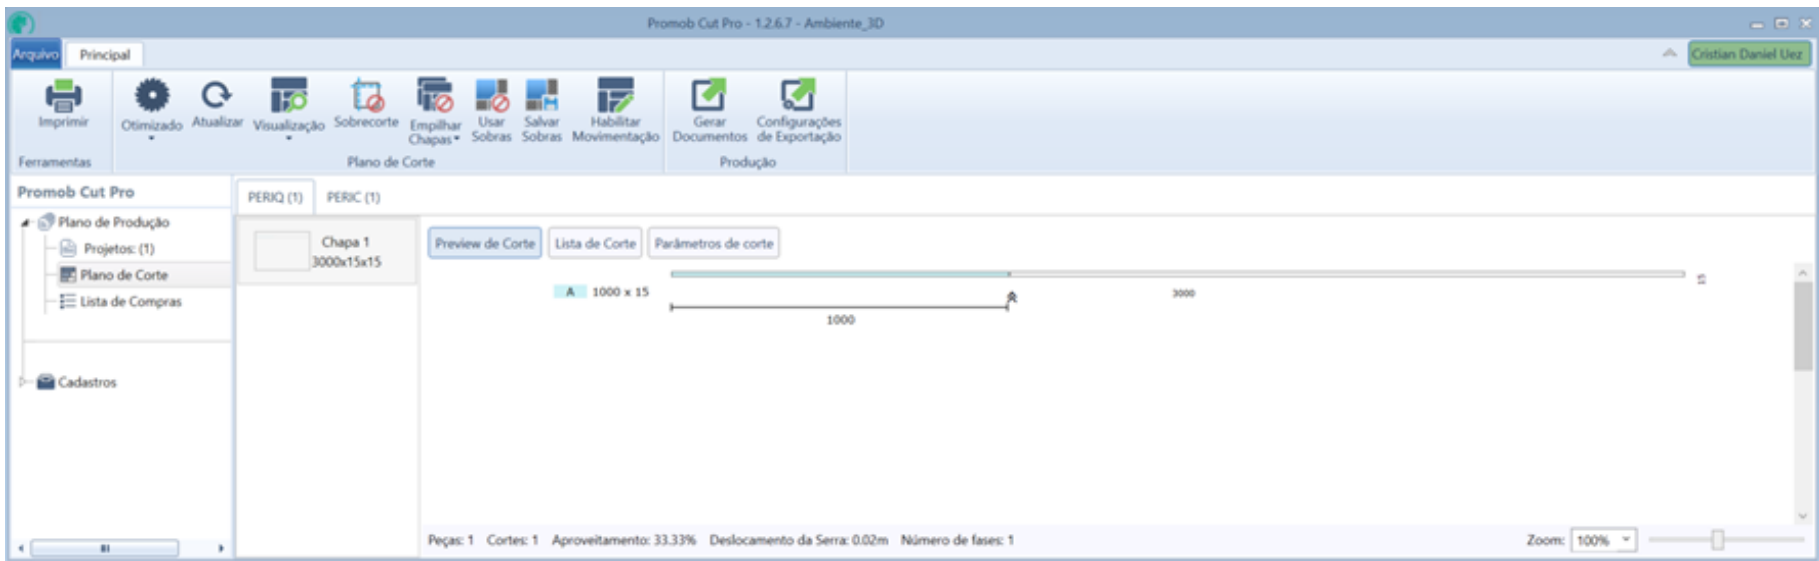 Promob Cut Pro - 1.2.6.7 - Ambiente_3D
Arquivo Principal
Cristian Daniel Uez
Imprimir
Otimizado
Atualizar
Visualização
Sobrecorte
Empilhar
Chapas
Usar
Sobras
Salvar
Sobras
Habilitar
Movimentação
Gerar
Documentos
Configurações
de Exportação
Ferramentas
Plano de Corte
Produção
Promob Cut Pro
Plano de Produção
Projetos: (1)
Plano de Corte
Lista de Compras
Cadastros
PERIQ (1) PERIC (1)
Chapa 1
3000x15x15
Preview de Corte Lista de Corte Parâmetros de corte
A 1000 x 15
1000
3000
15
Peças: 1 Cortes: 1 Aproveitamento: 33.33% Deslocamento da Serra: 0.02m Número de fases: 1
Zoom: 100%